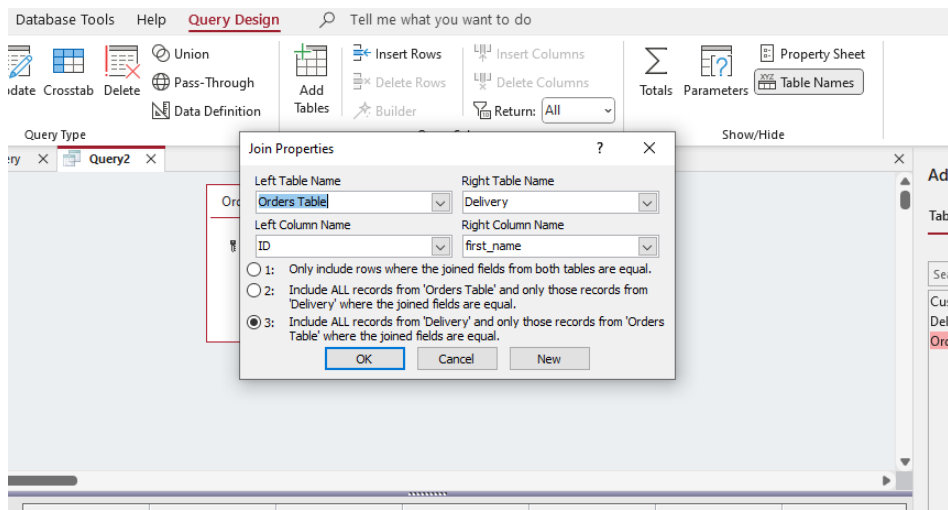 Database Tools Help Query Design Tell me what you want to do
Union
Pass-Through
Data Definition
Crosstab Delete
Query Type
Add
Tables
Insert Rows
Delete Rows
Builder
Insert Columns
Delete Columns
Return: All
Totals Parameters
Property Sheet
XYZ
Table Names
Show/Hide
Query2
Join Properties ?
Left Table Name Right Table Name
Orders Table Delivery
Left Column Name Right Column Name
ID first_name
1: Only include rows where the joined fields from both tables are equal.
2: Include ALL records from 'Orders Table' and only those records from
'Delivery' where the joined fields are equal.
3: Include ALL records from 'Delivery' and only those records from 'Orders
Table' where the joined fields are equal.
OK Cancel New